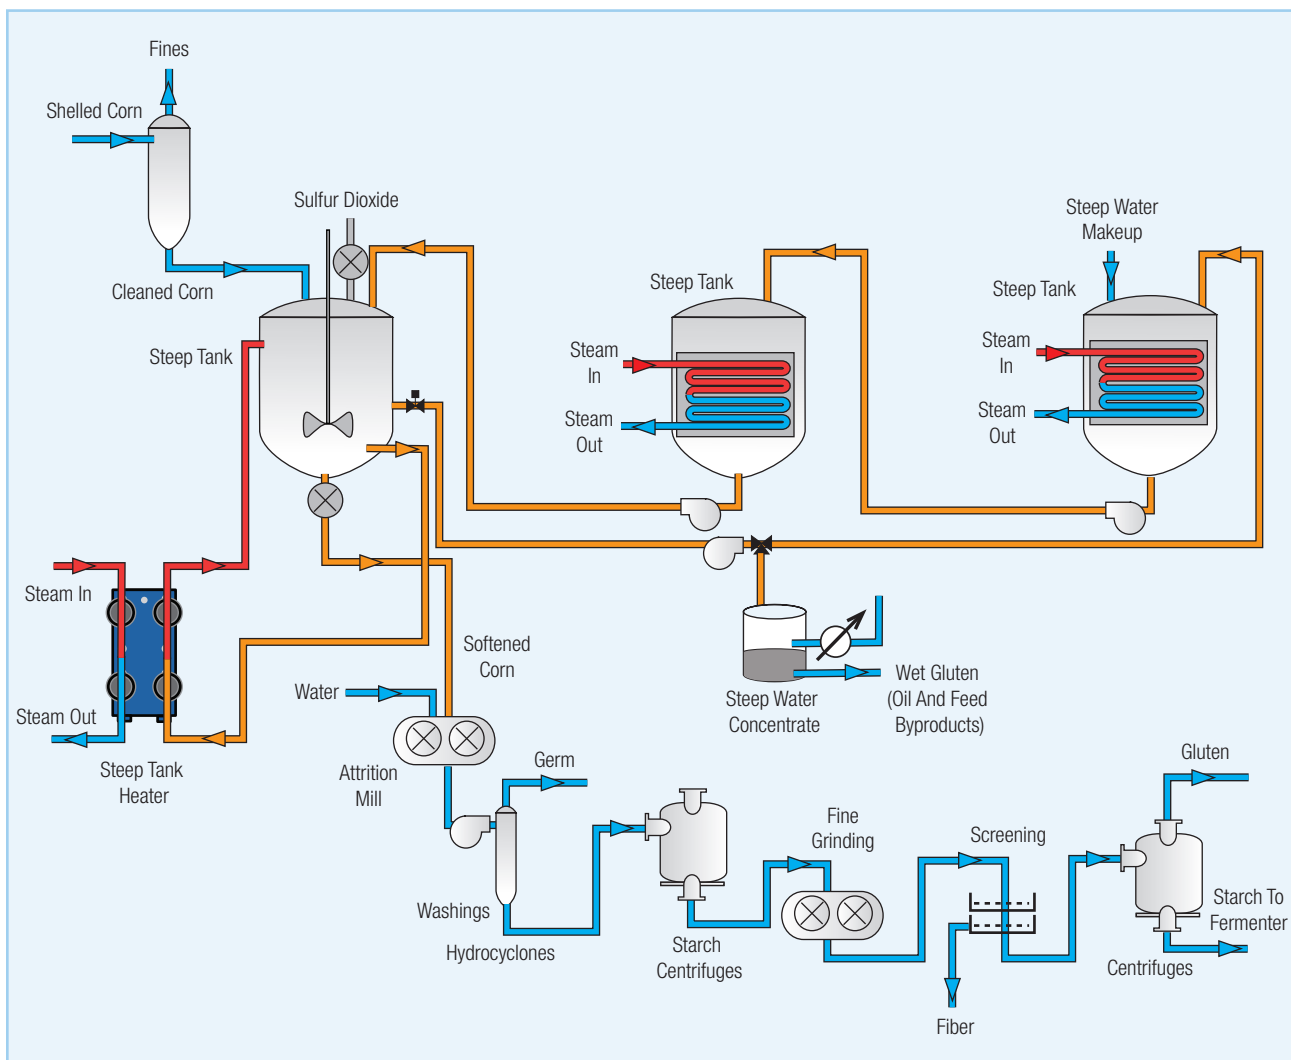 Fines
Shelled Corn
Sulfur Dioxide
Steep Water
Makeup
Cleaned Corn
Steep Tank
Steep Tank
Steep Tank
Steam
In
Steam
Out
Steam
In
Steam
Out
Steam In
Steam Out
Steep Tank
Heater
Softened
Corn
Water
Attrition
Mill
Steep Water
Concentrate
Wet Gluten
(Oil And Feed
Byproducts)
Germ
Washings
Hydrocyclones
Starch
Centrifuges
Fine
Grinding
Screening
Fiber
Gluten
Starch To
Fermenter
Centrifuges